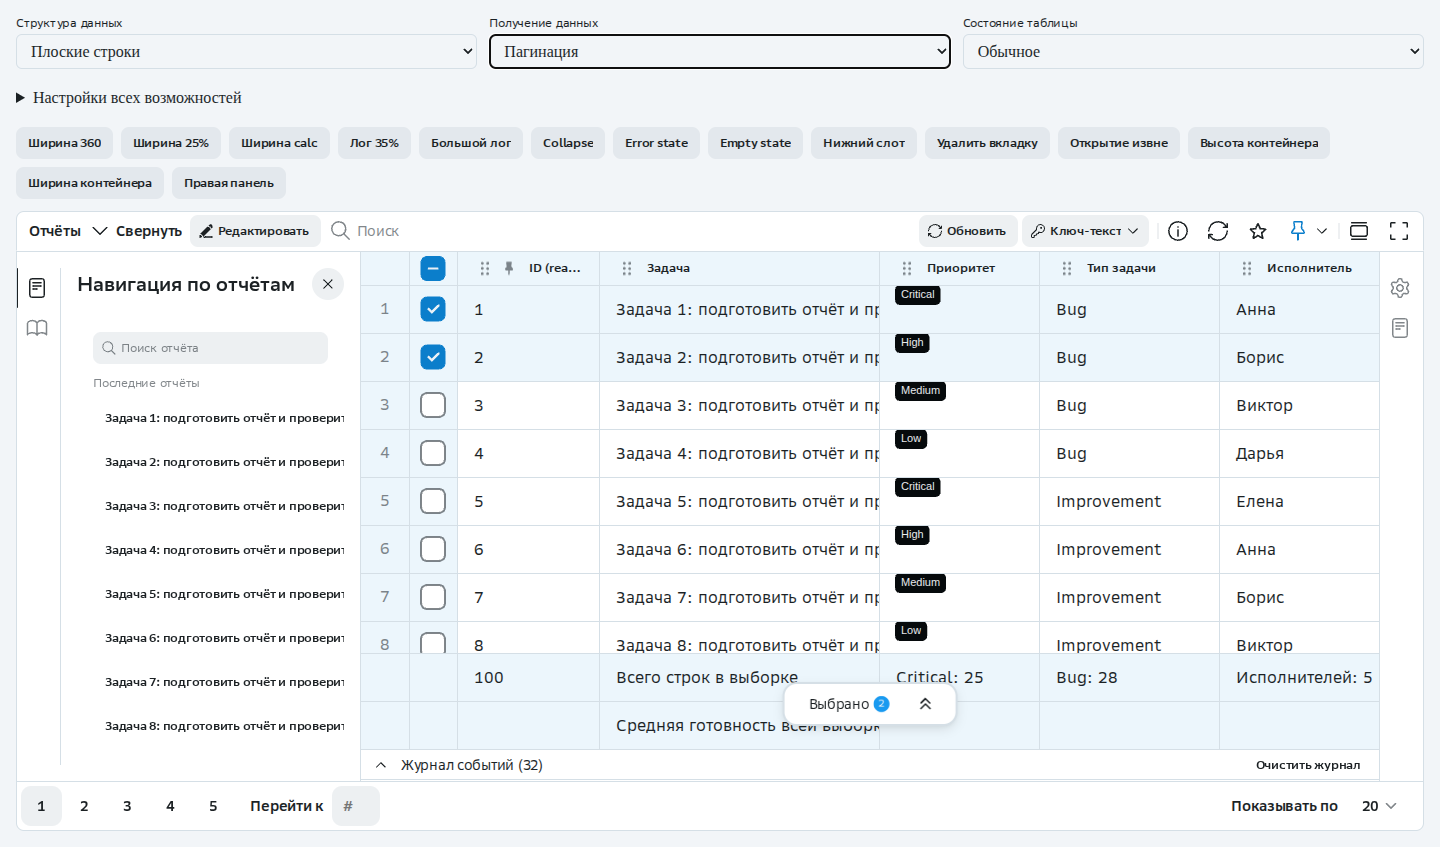 Структура данных
Получение данных
Состояние таблицы
Плоские строки
Пагинация
Обычное
Настройки всех возможностей
Ширина 360
Ширина 25%
Ширина calc
Лог 35%
Большой лог
Collapse
Error state
Empty state
Нижний слот
Удалить вкладку
Открытие извне
Высота контейнера
Ширина контейнера
Правая панель
Отчёты
Свернуть
Редактировать
Поиск
Обновить
Ключ-текст
Навигация по отчётам
Поиск отчёта
Последние отчёты
Задача 1: подготовить отчёт и проверит
Задача 2: подготовить отчёт и проверит
Задача 3: подготовить отчёт и проверит
Задача 4: подготовить отчёт и проверит
Задача 5: подготовить отчёт и проверит
Задача 6: подготовить отчёт и проверит
Задача 7: подготовить отчёт и проверит
Задача 8: подготовить отчёт и проверит
ID (rea... Задача Приоритет Тип задачи Исполнитель
1 1 Задача 1: подготовить отчёт и пр Critical Bug Анна
2 2 Задача 2: подготовить отчёт и пр High Bug Борис
3 3 Задача 3: подготовить отчёт и пр Medium Bug Виктор
4 4 Задача 4: подготовить отчёт и пр Low Bug Дарья
5 5 Задача 5: подготовить отчёт и пр Critical Improvement Елена
6 6 Задача 6: подготовить отчёт и пр High Improvement Анна
7 7 Задача 7: подготовить отчёт и пр Medium Improvement Борис
8 8 Задача 8: подготовить отчёт и пр Low Improvement Виктор
100 Всего строк в выборке Critical: 25 Bug: 28 Исполнителей: 5
Выбрано 2
Средняя готовность всей выборк
Журнал событий (32)
Очистить журнал
1 2 3 4 5 Перейти к #
Показывать по 20